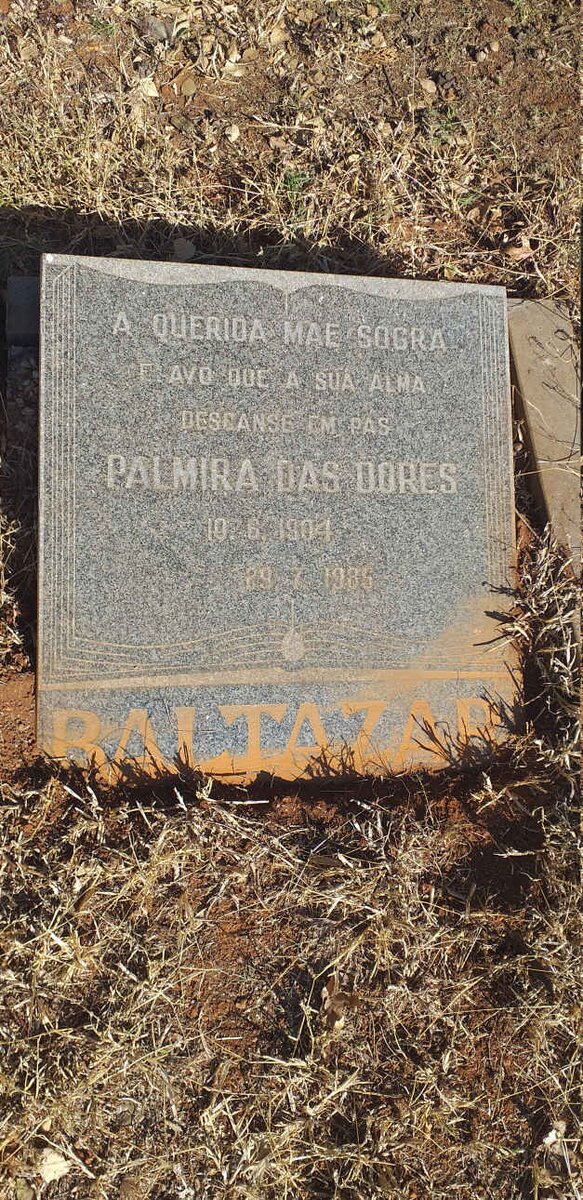 A QUERIDA MAE SOGRA
E AVO QUE A SUA ALMA
DESCANSE EM PAS
PALMIRA DAS DORES
10. 6. 1904
29. 7. 1985
BALTAZAR